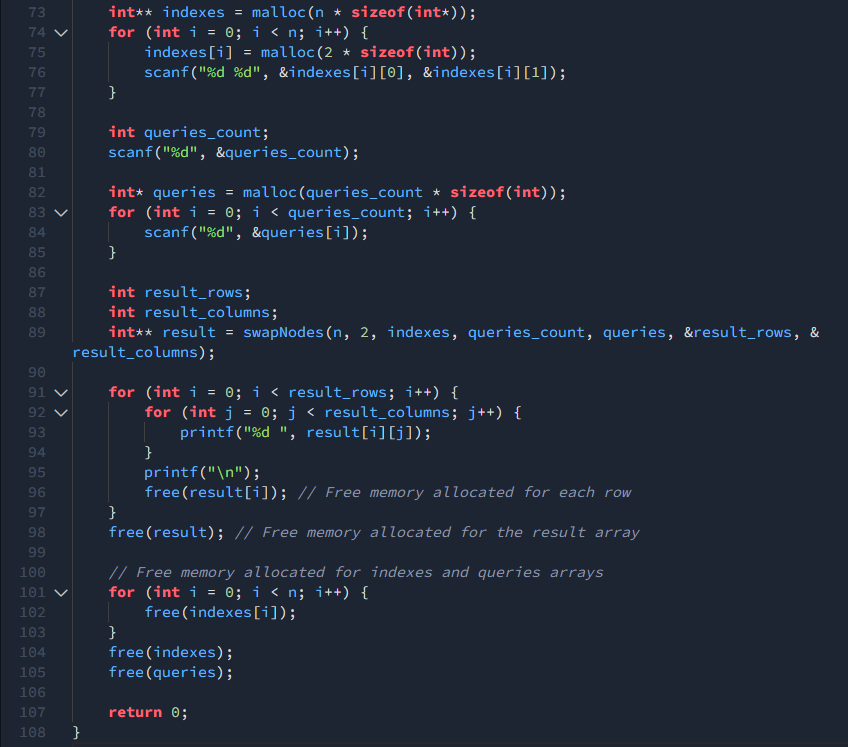 73     int** indexes = malloc(n * sizeof(int*));
74     for (int i = 0; i < n; i++) {
75         indexes[i] = malloc(2 * sizeof(int));
76         scanf("%d %d", &indexes[i][0], &indexes[i][1]);
77     }
78
79     int queries_count;
80     scanf("%d", &queries_count);
81
82     int* queries = malloc(queries_count * sizeof(int));
83     for (int i = 0; i < queries_count; i++) {
84         scanf("%d", &queries[i]);
85     }
86
87     int result_rows;
88     int result_columns;
89     int** result = swapNodes(n, 2, indexes, queries_count, queries, &result_rows, &
result_columns);
90
91     for (int i = 0; i < result_rows; i++) {
92         for (int j = 0; j < result_columns; j++) {
93             printf("%d ", result[i][j]);
94         }
95         printf("\n");
96         free(result[i]); // Free memory allocated for each row
97     }
98     free(result); // Free memory allocated for the result array
99
100     // Free memory allocated for indexes and queries arrays
101     for (int i = 0; i < n; i++) {
102         free(indexes[i]);
103     }
104     free(indexes);
105     free(queries);
106
107     return 0;
108 }